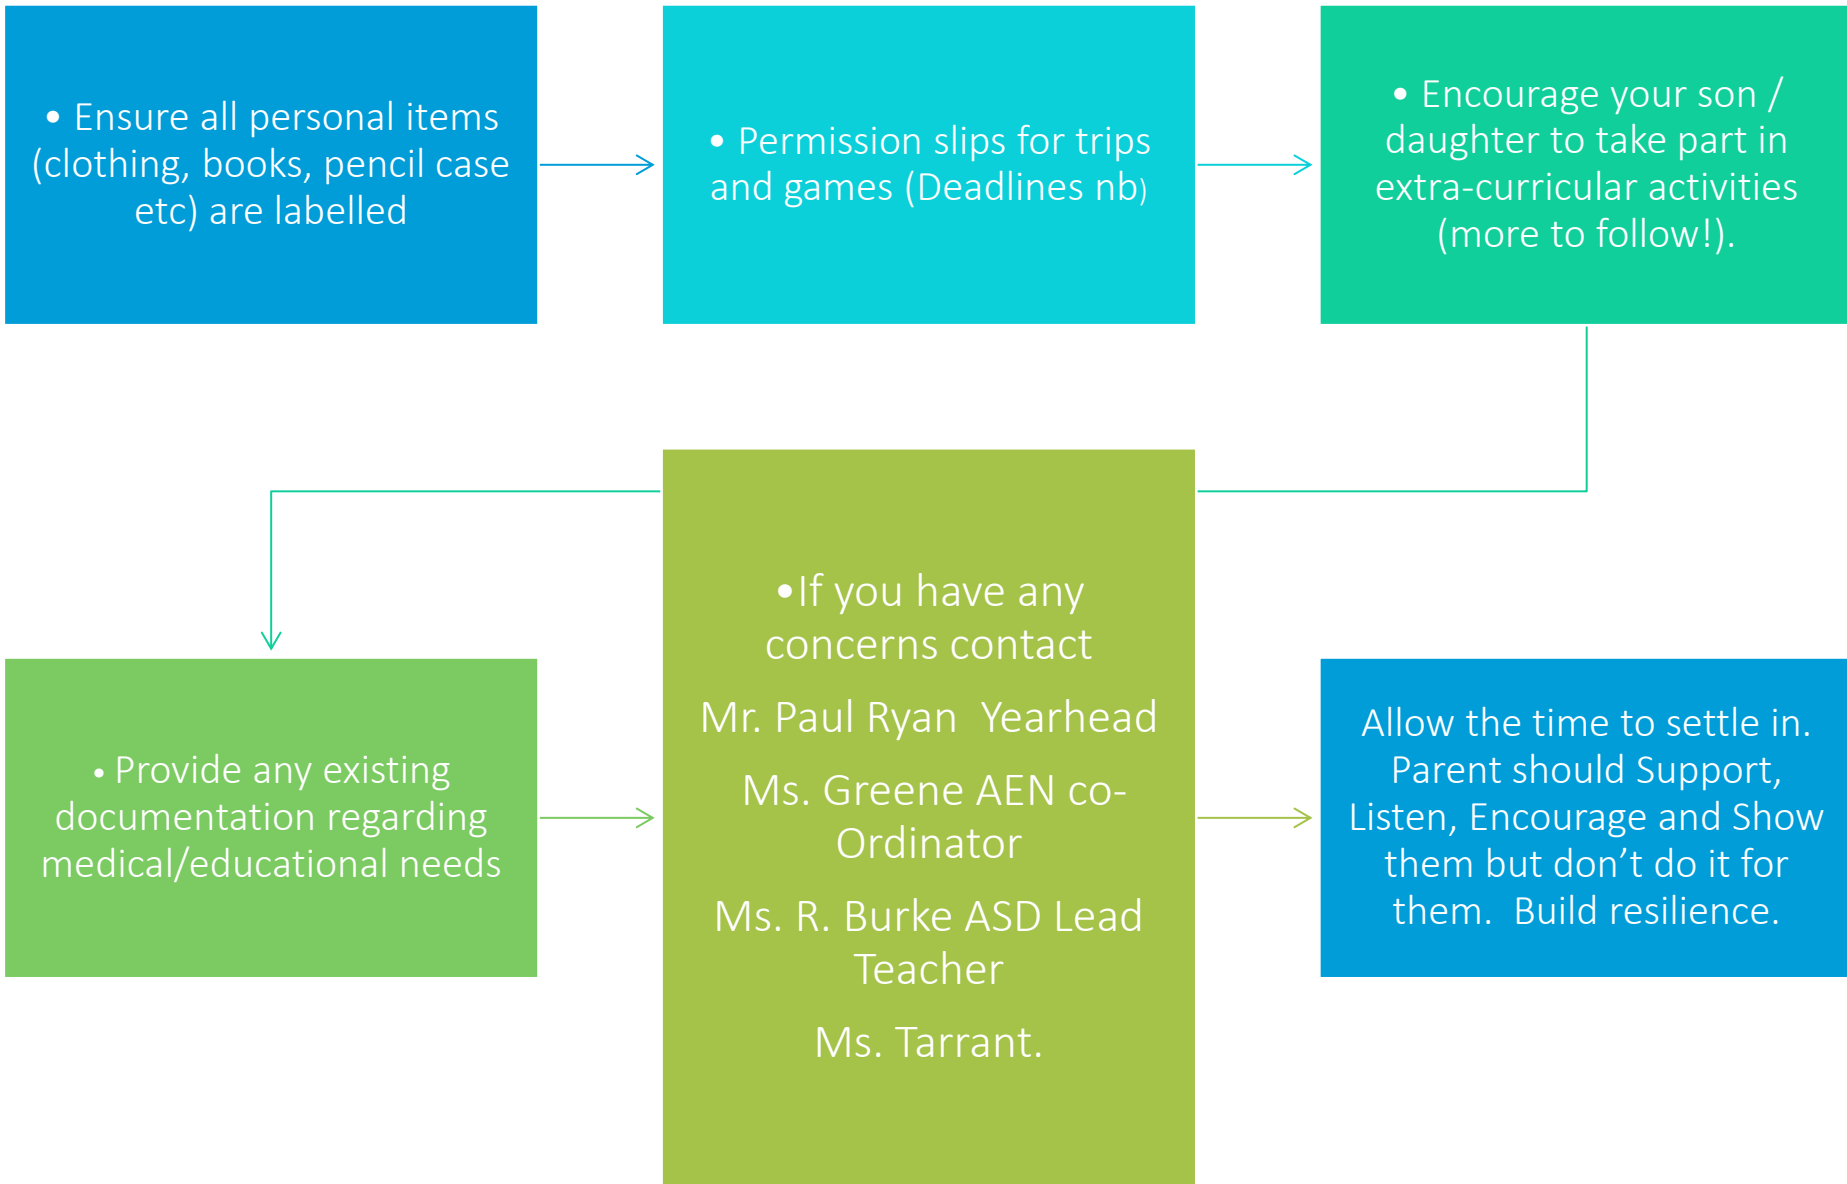 • Ensure all personal items
(clothing, books, pencil case
etc) are labelled
• Permission slips for trips
and games (Deadlines nb)
• Encourage your son /
daughter to take part in
extra-curricular activities
(more to follow!).
• Provide any existing
documentation regarding
medical/educational needs
•If you have any
concerns contact
Mr. Paul Ryan  Yearhead
Ms. Greene AEN co-
Ordinator
Ms. R. Burke ASD Lead
Teacher
Ms. Tarrant.
Allow the time to settle in.
Parent should Support,
Listen, Encourage and Show
them but don’t do it for
them.  Build resilience.